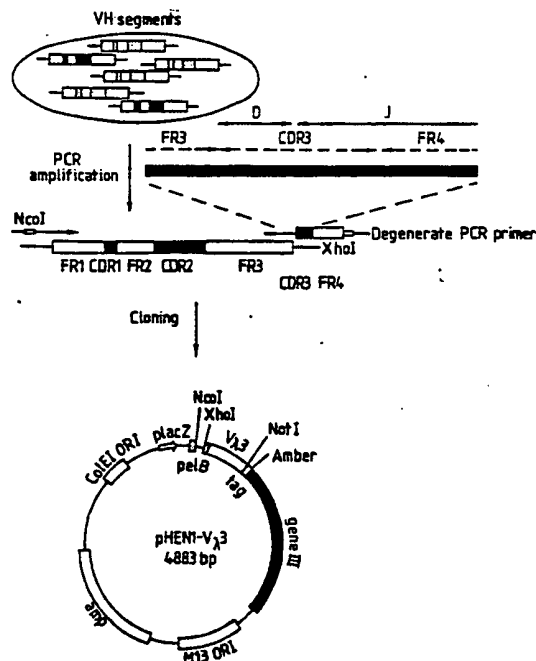 VH segments
D J
FR3 CDR3 FR4
PCR
amplification
NcoI
Degenerate PCR primer
XhoI
FR1 CDR1 FR2 CDR2 FR3
CDR3 FR4
Cloning
NcoI
XhoI
Vλ3
NotI
Amber
placZ
pelB
tag
ColEI ORI
gene III
pHEN1-Vλ3
4883 bp
amp
M13 ORI